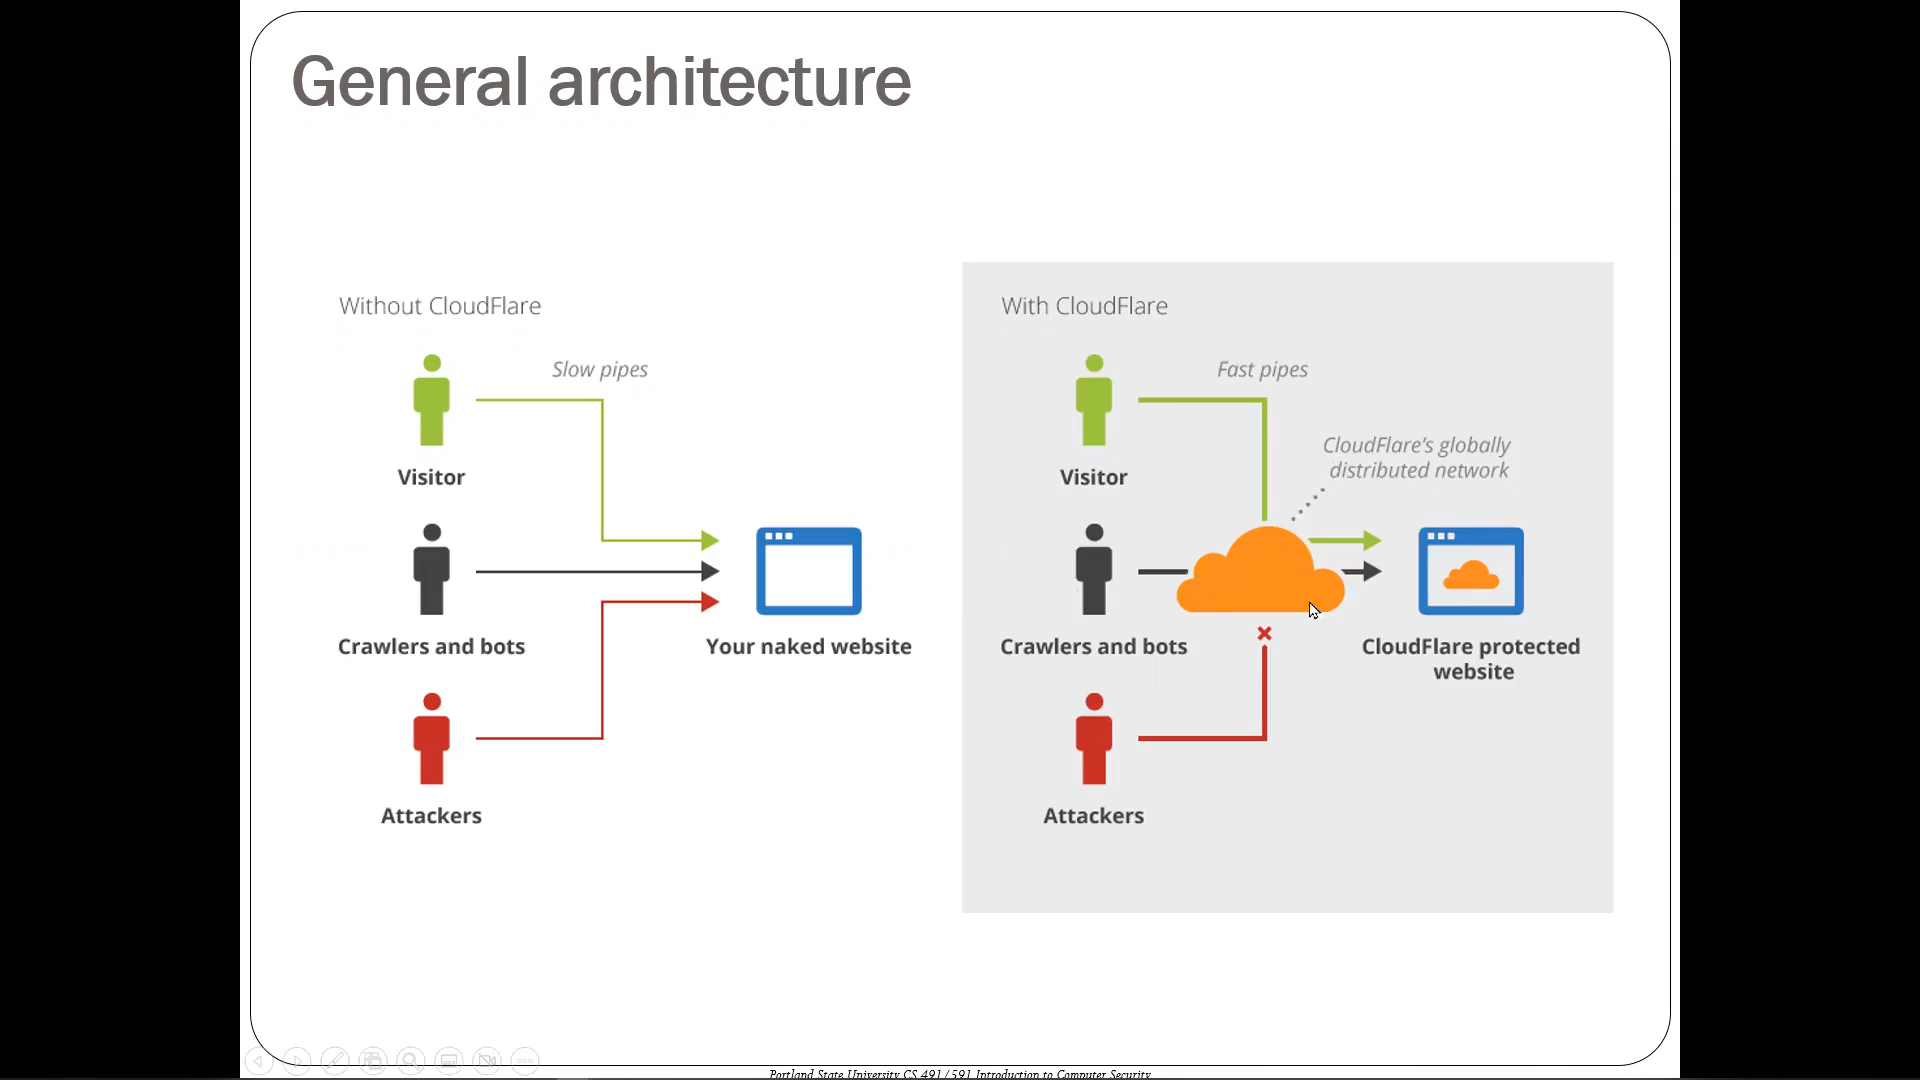 General architecture
Without CloudFlare
Slow pipes
Visitor
Crawlers and bots
Your naked website
Attackers
With CloudFlare
Fast pipes
CloudFlare's globally
distributed network
Visitor
Crawlers and bots
CloudFlare protected
website
Attackers
Portland State University CS 491/591 Introduction to Computer Security